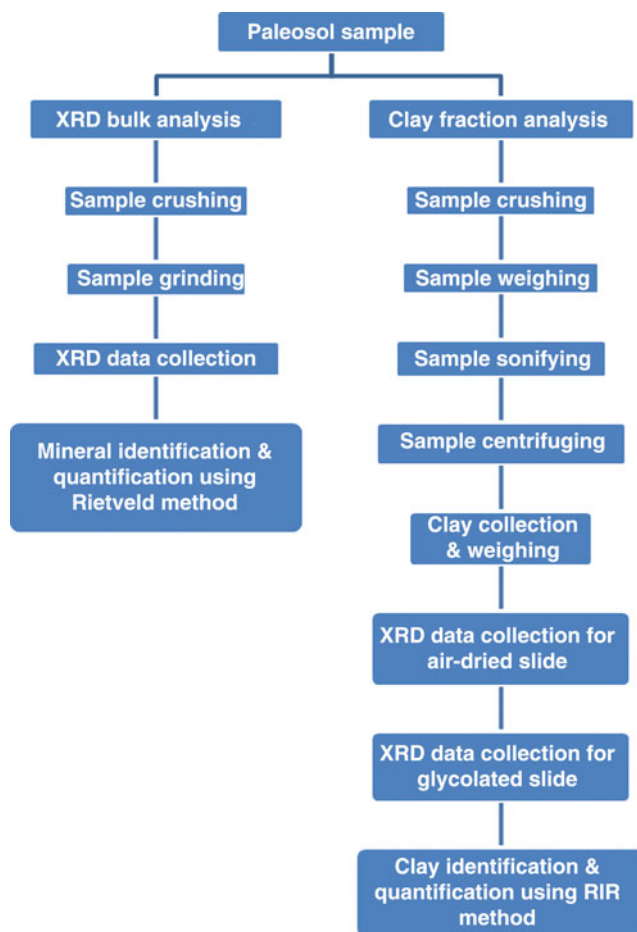 Paleosol sample
XRD bulk analysis
Sample crushing
Sample grinding
XRD data collection
Mineral identification &
quantification using
Rietveld method
Clay fraction analysis
Sample crushing
Sample weighing
Sample sonifying
Sample centrifuging
Clay collection
& weighing
XRD data collection for
air-dried slide
XRD data collection for
glycolated slide
Clay identification &
quantification using RIR
method